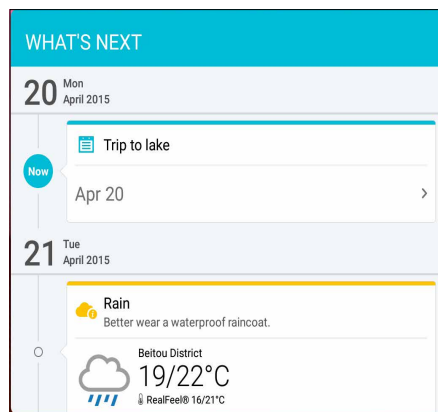 WHAT'S NEXT
20 Mon
April 2015
Trip to lake
Now
Apr 20
21 Tue
April 2015
Rain
Better wear a waterproof raincoat.
Beitou District
19/22°C
RealFeel® 16/21°C